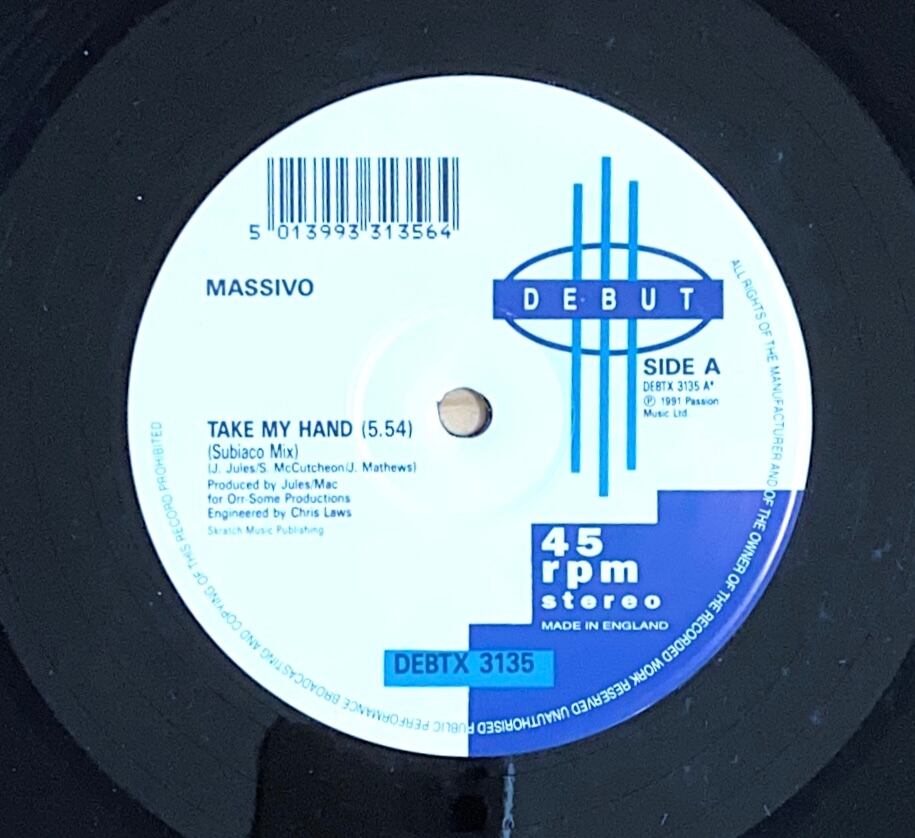 5 013993 313564
MASSIVO
DEBUT
SIDE A
DEBTX 3135 A*
℗ 1991 Passion
Music Ltd.
TAKE MY HAND (5.54)
(Subiaco Mix)
(J. Jules/S. McCutcheon/J. Mathews)
Produced by Jules/Mac
for Orr-Some Productions
Engineered by Chris Laws
Skratch Music Publishing
45
rpm
stereo
MADE IN ENGLAND
DEBTX 3135
ALL RIGHTS OF THE MANUFACTURER AND OF THE OWNER OF THE RECORDED WORK RESERVED UNAUTHORISED PUBLIC PERFORMANCE BROADCASTING AND COPYING OF THIS RECORD PROHIBITED